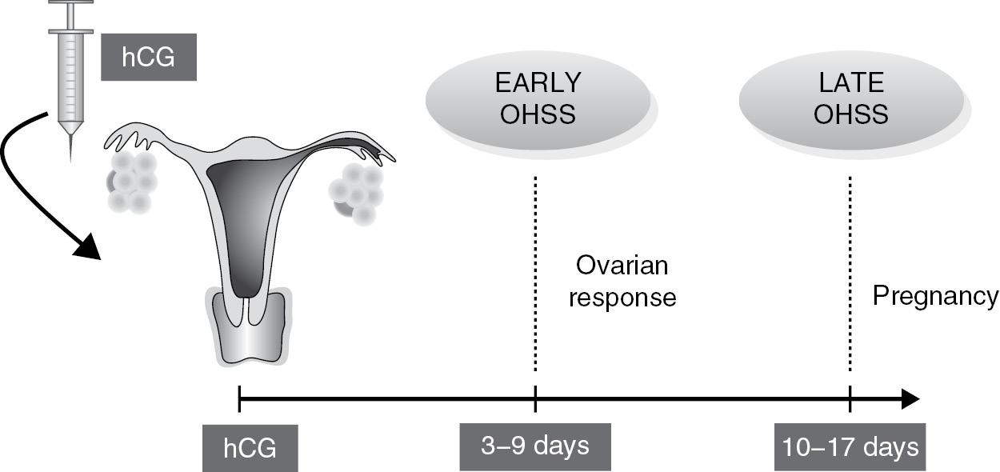 hCG
EARLY
OHSS
LATE
OHSS
Ovarian
response
Pregnancy
hCG
3–9 days
10–17 days